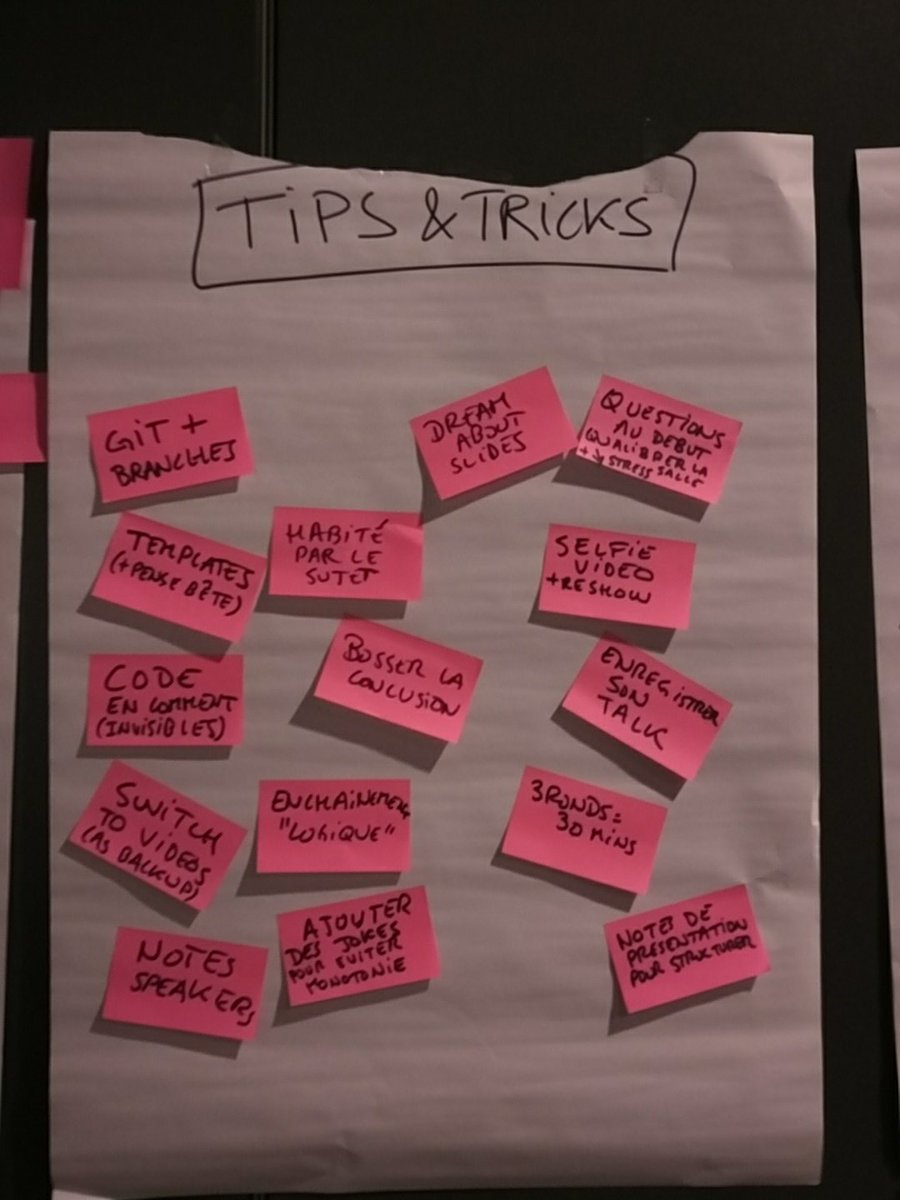 TIPS & TRICKS
GIT +
BRANCHES
DREAM
ABOUT
SLIDES
QUESTIONS
AU DEBUT
STRESS SALLE
TEMPLATES
(+ PENSE BÊTE)
HABITÉ
PAR LE
SUJET
SELFIE
VIDEO
+ RESHOW
CODE
EN COMMENT
(INVISIBLES)
BOSSER LA
CONCLUSION
ENREGISTRER
SON
TALK
SWITCH
TO VIDEOS
(AS BACKUP)
ENCHAINEMENT
"LOGIQUE"
3 RONDS =
30 MINS
NOTES
SPEAKERS
AJOUTER
DES JOKES
POUR EVITER
MONOTONIE
NOTES DE
PRESENTATION
POUR STRUCTURER